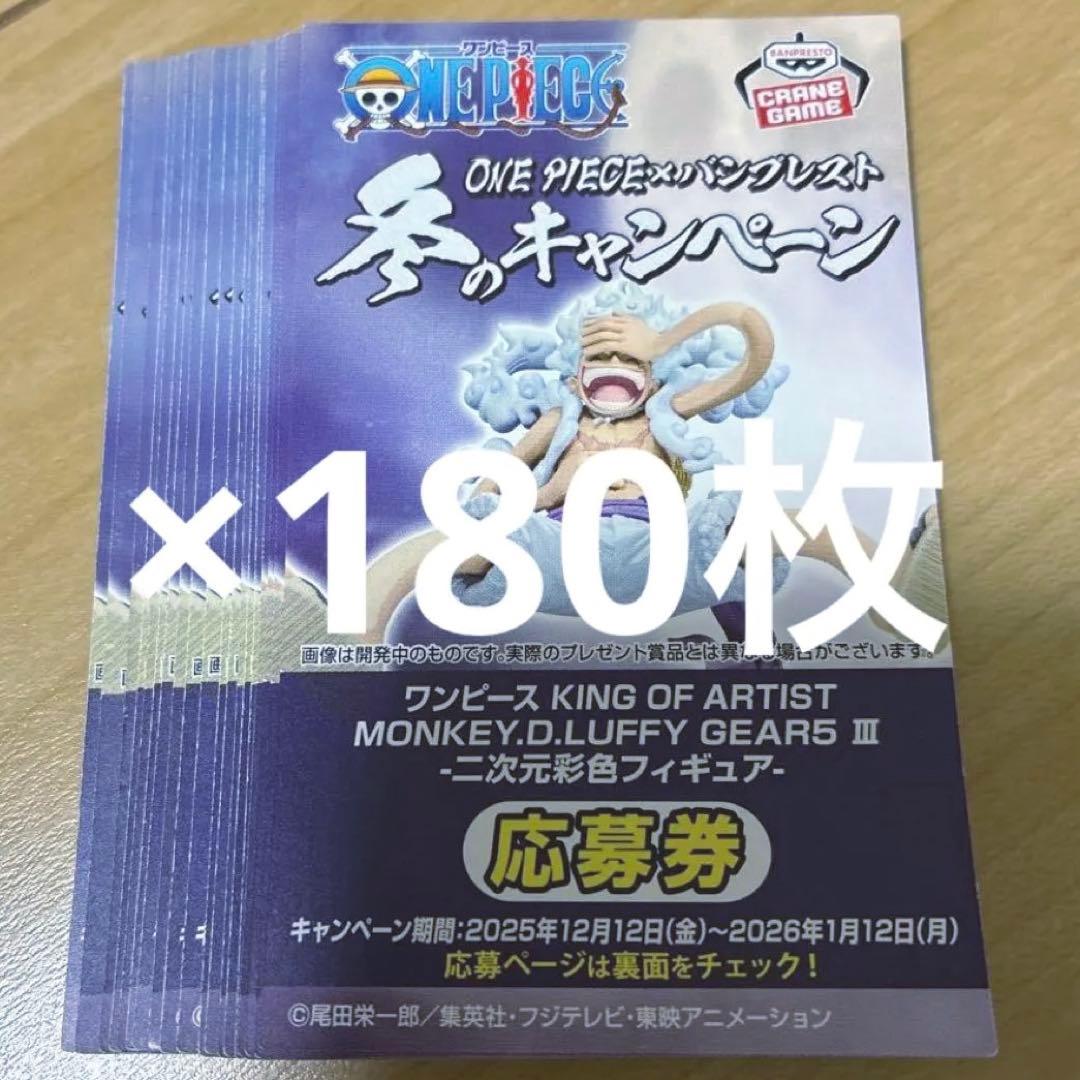 ワンピース
ONE PIECE
BANPRESTO
CRANE
GAME
ONE PIECE×バンプレスト
冬のキャンペーン
×180枚
画像は開発中のものです。実際のプレゼント賞品とは異なる場合がございます。
ワンピース KING OF ARTIST
MONKEY.D.LUFFY GEAR5 Ⅲ
-二次元彩色フィギュア-
応募券
キャンペーン期間:2025年12月12日(金)~2026年1月12日(月)
応募ページは裏面をチェック!
©尾田栄一郎/集英社・フジテレビ・東映アニメーション